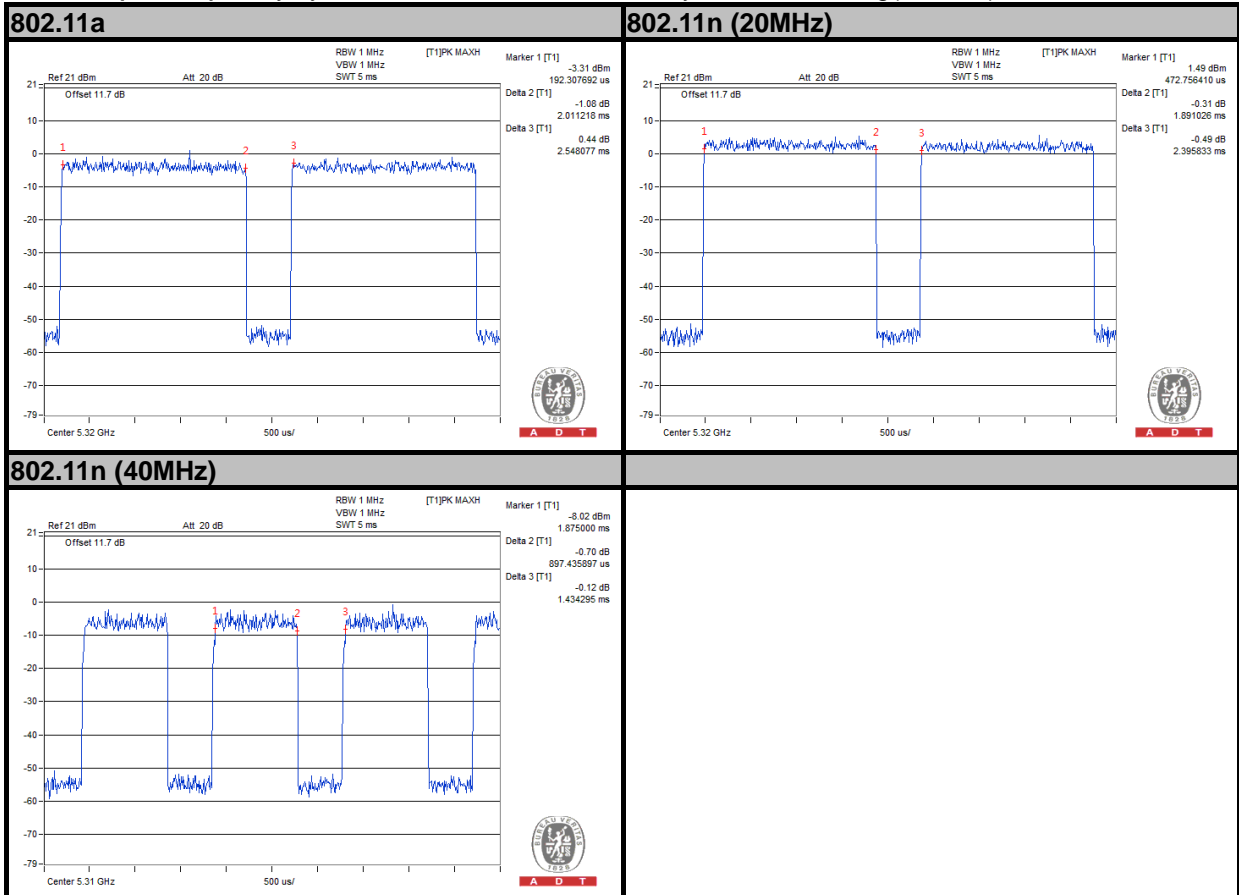 802.11a
RBW 1 MHz [T1]PK MAXH
VBW 1 MHz
Ref 21 dBm Att 20 dB SWT 5 ms
Marker 1 [T1]
-3.31 dBm
192.307692 us
Delta 2 [T1]
-1.08 dB
2.011218 ms
Delta 3 [T1]
0.44 dB
2.548077 ms
21
Offset 11.7 dB
10
1 2 3
0
-10
-20
-30
-40
-50
-60
-70
-79
Center 5.32 GHz 500 us/
BUREAU VERITAS
1828
A D T
802.11n (20MHz)
RBW 1 MHz [T1]PK MAXH
VBW 1 MHz
Ref 21 dBm Att 20 dB SWT 5 ms
Marker 1 [T1]
1.49 dBm
472.756410 us
Delta 2 [T1]
-0.31 dB
1.891026 ms
Delta 3 [T1]
-0.49 dB
2.395833 ms
21
Offset 11.7 dB
10
1 2 3
0
-10
-20
-30
-40
-50
-60
-70
-79
Center 5.32 GHz 500 us/
BUREAU VERITAS
1828
A D T
802.11n (40MHz)
RBW 1 MHz [T1]PK MAXH
VBW 1 MHz
Ref 21 dBm Att 20 dB SWT 5 ms
Marker 1 [T1]
-8.02 dBm
1.875000 ms
Delta 2 [T1]
-0.70 dB
897.435897 us
Delta 3 [T1]
-0.12 dB
1.434295 ms
21
Offset 11.7 dB
10
0
1 2 3
-10
-20
-30
-40
-50
-60
-70
-79
Center 5.31 GHz 500 us/
BUREAU VERITAS
1828
A D T